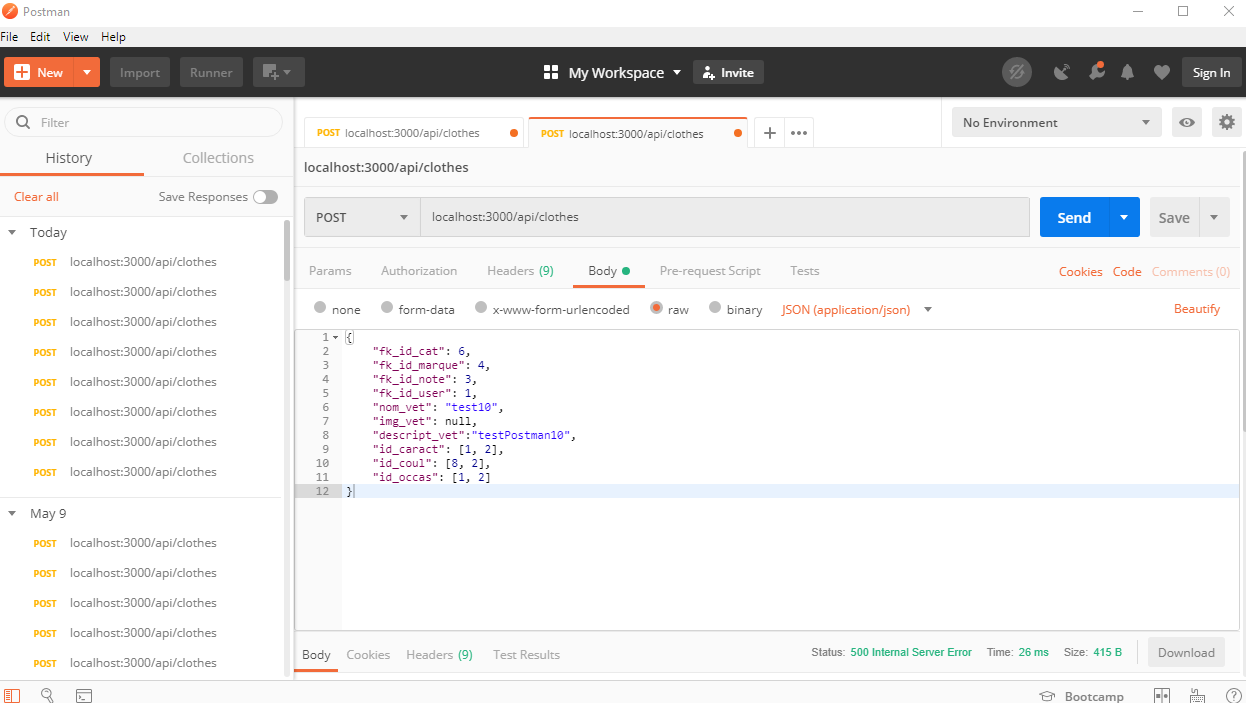 Postman
File Edit View Help
New Import Runner My Workspace Invite Sign In
Filter
History Collections
Clear all Save Responses
Today
POST localhost:3000/api/clothes
POST localhost:3000/api/clothes
POST localhost:3000/api/clothes
POST localhost:3000/api/clothes
POST localhost:3000/api/clothes
POST localhost:3000/api/clothes
POST localhost:3000/api/clothes
POST localhost:3000/api/clothes
May 9
POST localhost:3000/api/clothes
POST localhost:3000/api/clothes
POST localhost:3000/api/clothes
POST localhost:3000/api/clothes
POST localhost:3000/api/clothes
POST localhost:3000/api/clothes POST localhost:3000/api/clothes No Environment
localhost:3000/api/clothes
POST localhost:3000/api/clothes Send Save
Params Authorization Headers (9) Body Pre-request Script Tests Cookies Code Comments (0)
none form-data x-www-form-urlencoded raw binary JSON (application/json) Beautify
1 {
2 "fk_id_cat": 6,
3 "fk_id_marque": 4,
4 "fk_id_note": 3,
5 "fk_id_user": 1,
6 "nom_vet": "test10",
7 "img_vet": null,
8 "descript_vet":"testPostman10",
9 "id_caract": [1, 2],
10 "id_coul": [8, 2],
11 "id_occas": [1, 2]
12 }
Body Cookies Headers (9) Test Results Status: 500 Internal Server Error Time: 26 ms Size: 415 B Download
Bootcamp